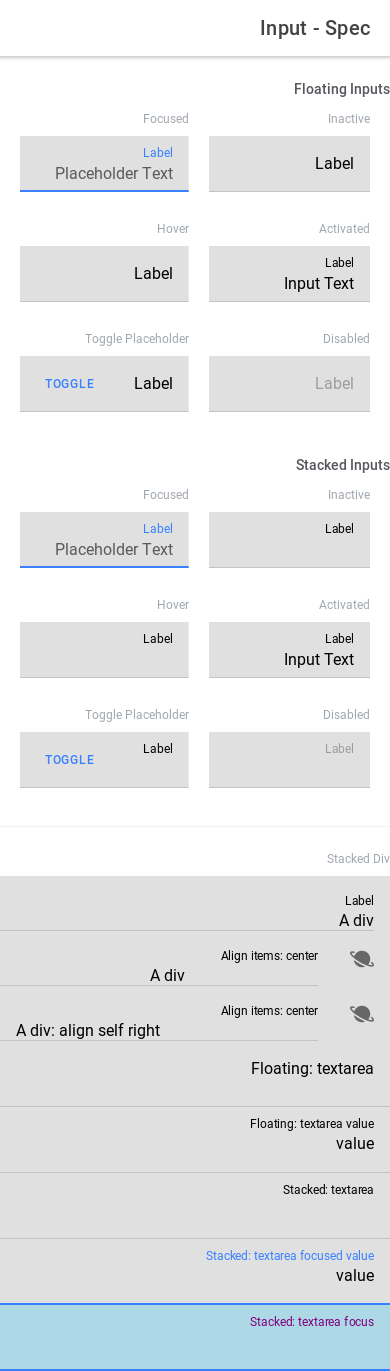 Input - Spec
Floating Inputs
Inactive
Focused
Label
Label
Placeholder Text
Activated
Hover
Label
Input Text
Label
Disabled
Toggle Placeholder
Label
Label
TOGGLE
Stacked Inputs
Inactive
Focused
Label
Label
Placeholder Text
Activated
Hover
Label
Input Text
Label
Disabled
Toggle Placeholder
Label
Label
TOGGLE
Stacked Div
Label
A div
Align items: center
A div
Align items: center
A div: align self right
Floating: textarea
Floating: textarea value
value
Stacked: textarea
Stacked: textarea focused value
value
Stacked: textarea focus